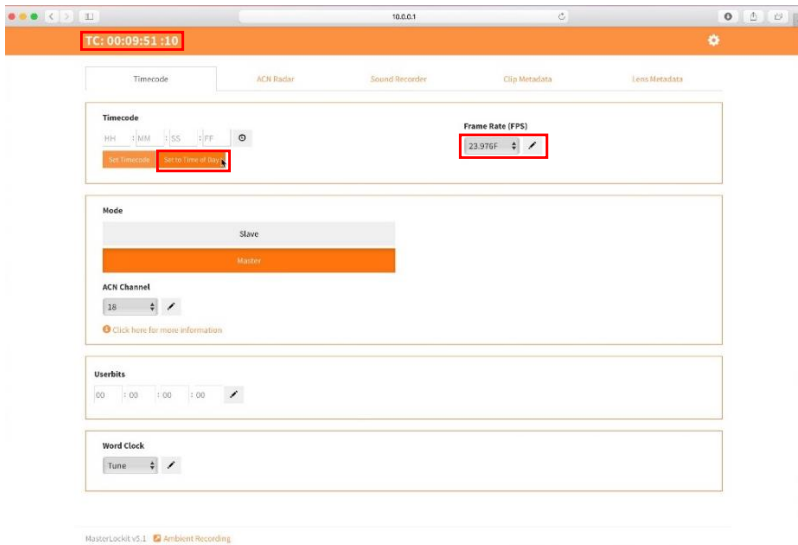 10.0.0.1
TC: 00:09:51 :10
Timecode ACN Radar Sound Recorder Clip Metadata Lens Metadata
Timecode
HH : MM : SS : FF
Set Timecode Set to Time of Day
Frame Rate (FPS)
23.976F
Mode
Slave
Master
ACN Channel
18
Click here for more information
Userbits
00 : 00 : 00 : 00
Word Clock
Tune
MasterLockit v5.1 Ambient Recording